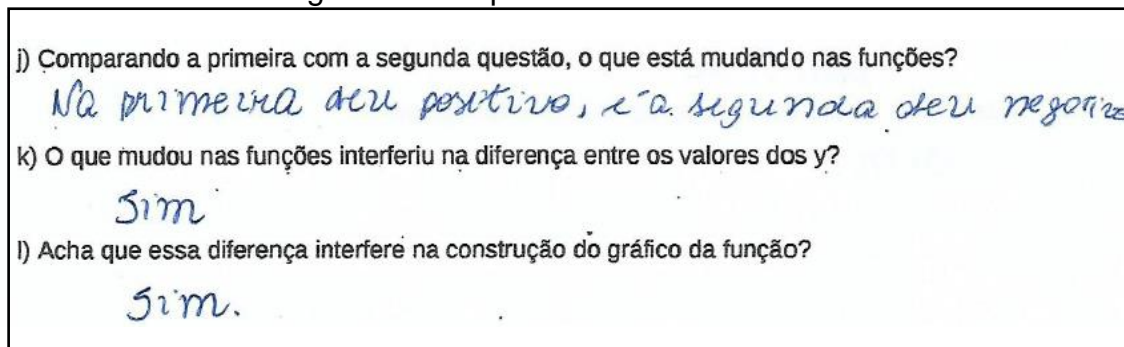 j) Comparando a primeira com a segunda questão, o que está mudando nas funções?
Na primeira deu positivo, e a segunda deu negativo
k) O que mudou nas funções interferiu na diferença entre os valores dos y?
Sim
l) Acha que essa diferença interfere na construção do gráfico da função?
Sim.